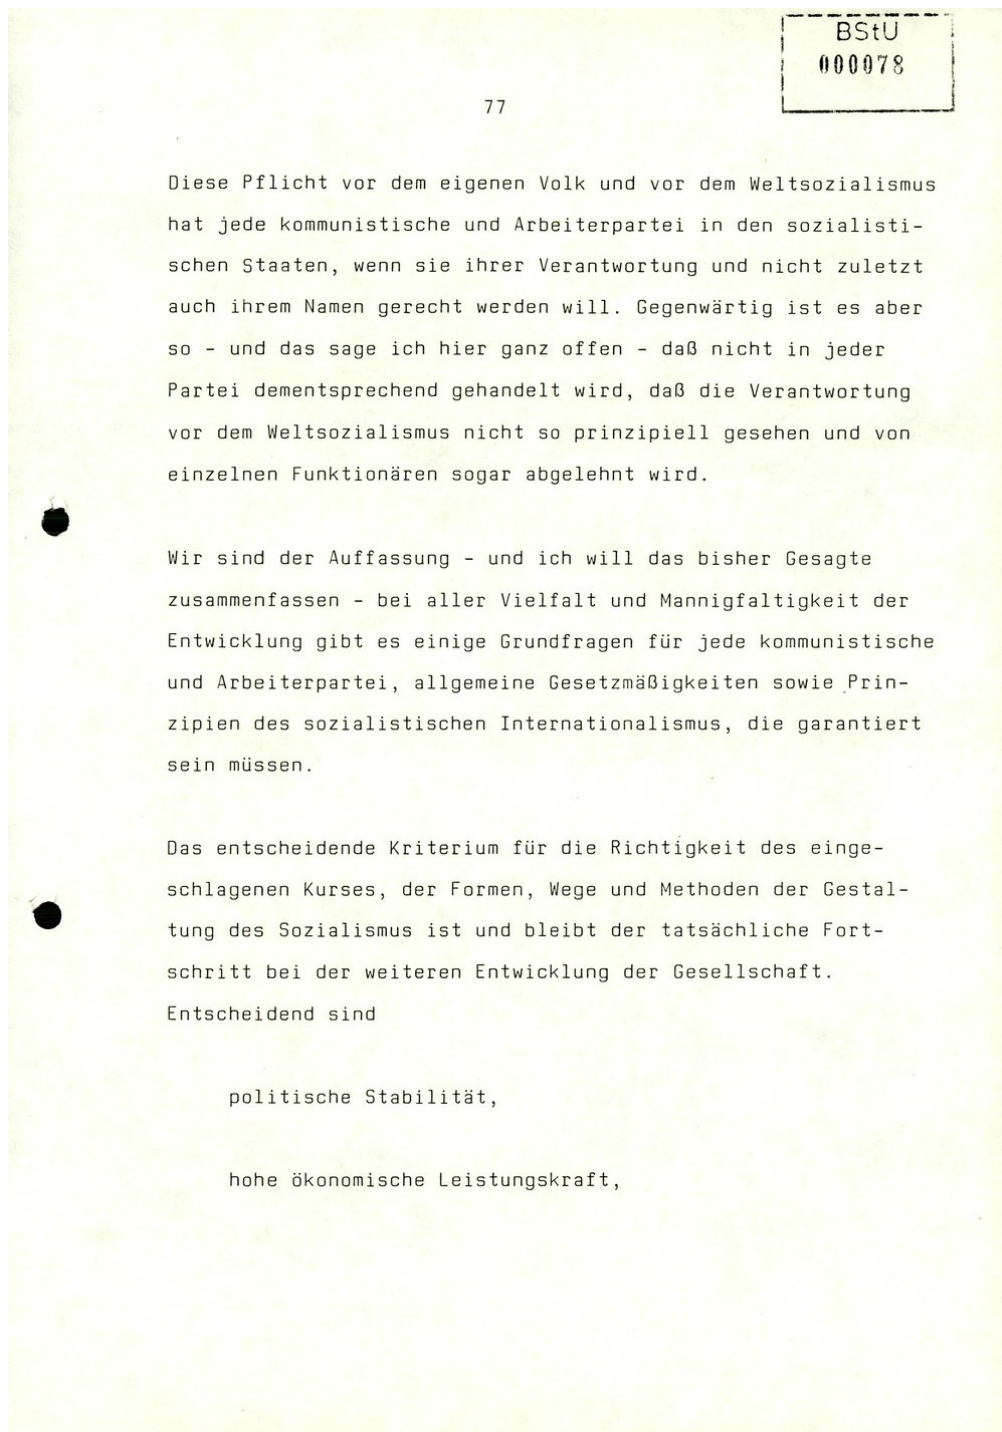 BStU
000078
77
Diese Pflicht vor dem eigenen Volk und vor dem Weltsozialismus
hat jede kommunistische und Arbeiterpartei in den sozialisti-
schen Staaten, wenn sie ihrer Verantwortung und nicht zuletzt
auch ihrem Namen gerecht werden will. Gegenwärtig ist es aber
so - und das sage ich hier ganz offen - daß nicht in jeder
Partei dementsprechend gehandelt wird, daß die Verantwortung
vor dem Weltsozialismus nicht so prinzipiell gesehen und von
einzelnen Funktionären sogar abgelehnt wird.
Wir sind der Auffassung - und ich will das bisher Gesagte
zusammenfassen - bei aller Vielfalt und Mannigfaltigkeit der
Entwicklung gibt es einige Grundfragen für jede kommunistische
und Arbeiterpartei, allgemeine Gesetzmäßigkeiten sowie Prin-
zipien des sozialistischen Internationalismus, die garantiert
sein müssen.
Das entscheidende Kriterium für die Richtigkeit des einge-
schlagenen Kurses, der Formen, Wege und Methoden der Gestal-
tung des Sozialismus ist und bleibt der tatsächliche Fort-
schritt bei der weiteren Entwicklung der Gesellschaft.
Entscheidend sind
politische Stabilität,
hohe ökonomische Leistungskraft,